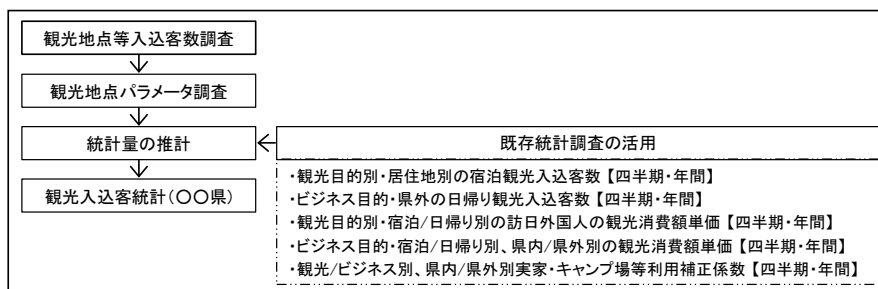 観光地点等入込客数調査
観光地点パラメータ調査
統計量の推計
観光入込客統計(〇〇県)
既存統計調査の活用
・観光目的別・居住地別の宿泊観光入込客数【四半期・年間】
・ビジネス目的・県外の日帰り観光入込客数【四半期・年間】
・観光目的別・宿泊/日帰り別の訪日外国人の観光消費額単価【四半期・年間】
・ビジネス目的・宿泊/日帰り別、県内/県外別の観光消費額単価【四半期・年間】
・観光/ビジネス別、県内/県外別実家・キャンプ場等利用補正係数【四半期・年間】